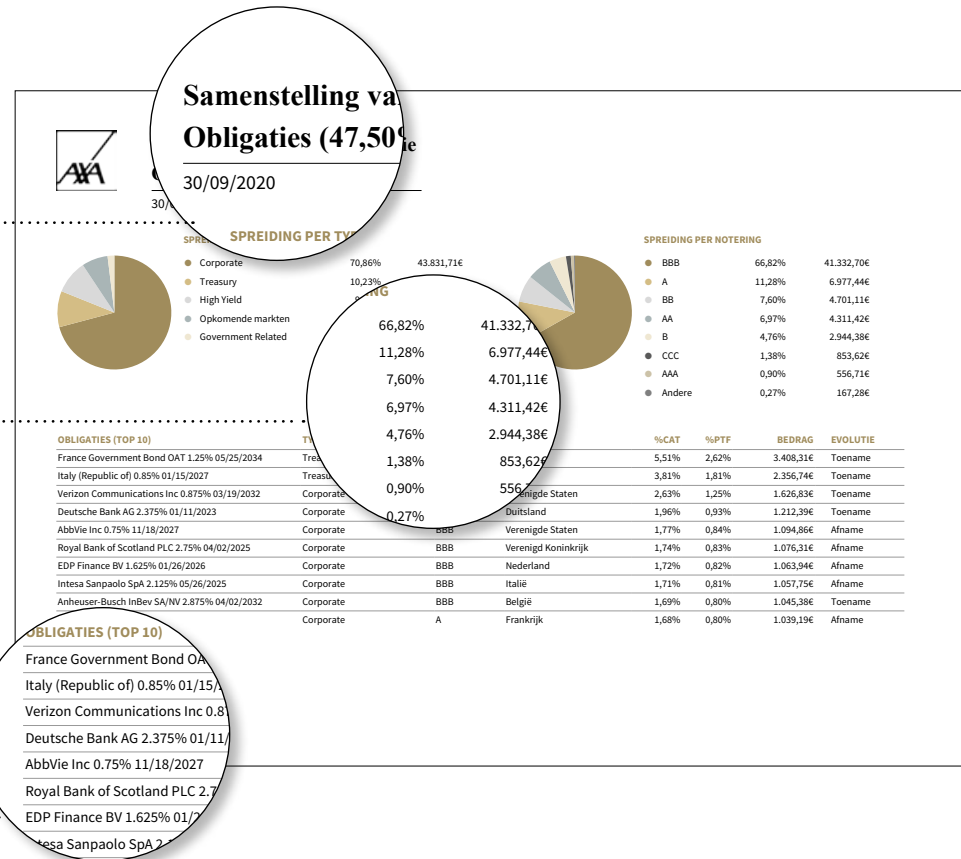 Samenstelling va
Obligaties (47,50%
ie
30/09/2020
30/0
AXA
SPREIDING PER TYPE
SPREIDING PER NOTERING
Corporate 70,86% 43.831,71€
Treasury 10,23%
High Yield
Opkomende markten
Government Related
BBB 66,82% 41.332,70€
A 11,28% 6.977,44€
BB 7,60% 4.701,11€
AA 6,97% 4.311,42€
B 4,76% 2.944,38€
CCC 1,38% 853,62€
AAA 0,90% 556,71€
Andere 0,27% 167,28€
NG
66,82% 41.332,7
11,28% 6.977,44€
7,60% 4.701,11€
6,97% 4.311,42€
4,76% 2.944,38€
1,38% 853,62€
0,90% 556,
0,27%
OBLIGATIES (TOP 10) TY %CAT %PTF BEDRAG EVOLUTIE
France Government Bond OAT 1.25% 05/25/2034 Trea 5,51% 2,62% 3.408,31€ Toename
Italy (Republic of) 0.85% 01/15/2027 Treasu 3,81% 1,81% 2.356,74€ Toename
Verizon Communications Inc 0.875% 03/19/2032 Corporate enigde Staten 2,63% 1,25% 1.626,83€ Toename
Deutsche Bank AG 2.375% 01/11/2023 Corporate Duitsland 1,96% 0,93% 1.212,39€ Toename
AbbVie Inc 0.75% 11/18/2027 Corporate BBB Verenigde Staten 1,77% 0,84% 1.094,86€ Afname
Royal Bank of Scotland PLC 2.75% 04/02/2025 Corporate BBB Verenigd Koninkrijk 1,74% 0,83% 1.076,31€ Afname
EDP Finance BV 1.625% 01/26/2026 Corporate BBB Nederland 1,72% 0,82% 1.063,94€ Afname
Intesa Sanpaolo SpA 2.125% 05/26/2025 Corporate BBB Italië 1,71% 0,81% 1.057,75€ Afname
Anheuser-Busch InBev SA/NV 2.875% 04/02/2032 Corporate BBB België 1,69% 0,80% 1.045,38€ Toename
Corporate A Frankrijk 1,68% 0,80% 1.039,19€ Afname
OBLIGATIES (TOP 10)
France Government Bond OA
Italy (Republic of) 0.85% 01/15/
Verizon Communications Inc 0.8
Deutsche Bank AG 2.375% 01/11/
AbbVie Inc 0.75% 11/18/2027
Royal Bank of Scotland PLC 2.7
EDP Finance BV 1.625% 01/2
tesa Sanpaolo SpA 2